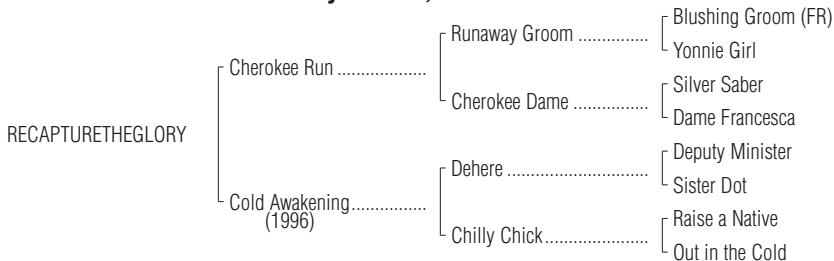 Blushing Groom (FR)
Runaway Groom ...............
Yonnie Girl
Cherokee Run ...................
Silver Saber
Cherokee Dame ................
Dame Francesca
RECAPTURETHEGLORY
Deputy Minister
Dehere ..............................
Sister Dot
Cold Awakening................
(1996)
Raise a Native
Chilly Chick......................
Out in the Cold